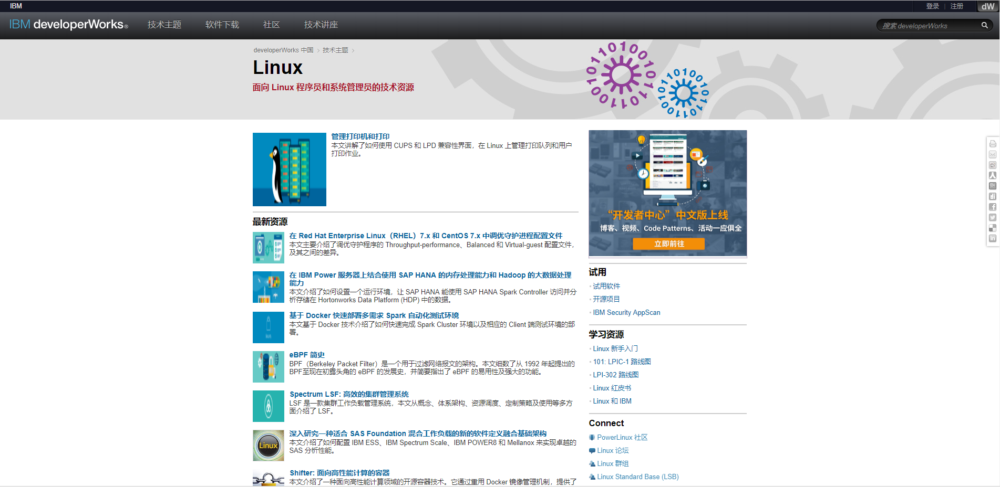 IBM
登录
注册
dW
IBM developerWorks®
技术主题
软件下载
社区
技术讲座
搜索 developerWorks
developerWorks 中国
技术主题
Linux
面向 Linux 程序员和系统管理员的技术资源
管理打印机和打印
本文讲解了如何使用 CUPS 和 LPD 兼容性界面，在 Linux 上管理打印队列和用户
打印作业。
最新资源
在 Red Hat Enterprise Linux（RHEL）7.x 和 CentOS 7.x 中调优守护进程配置文件
本文主要介绍了调优守护程序的 Throughput-performance、Balanced 和 Virtual-guest 配置文件，
及其之间的差异。
在 IBM Power 服务器上结合使用 SAP HANA 的内存处理能力和 Hadoop 的大数据处理
能力
本文介绍了如何设置一个运行环境，让 SAP HANA 能使用 SAP HANA Spark Controller 访问并分
析存储在 Hortonworks Data Platform (HDP) 中的数据。
基于 Docker 快速部署多需求 Spark 自动化测试环境
本文基于 Docker 技术介绍了如何快速完成 Spark Cluster 环境以及相应的 Client 端测试环境的部
署。
eBPF 简史
BPF（Berkeley Packet Filter）是一个用于过滤网络报文的架构。本文细数了从 1992 年起提出的
BPF至现在初露头角的 eBPF 的发展史，并简要指出了 eBPF 的易用性及强大的功能。
Spectrum LSF: 高效的集群管理系统
LSF 是一款集群工作负载管理系统，本文从概念、体系架构、资源调度、定制策略及使用等多方
面介绍了 LSF。
Linux
深入研究一种适合 SAS Foundation 混合工作负载的新的软件定义融合基础架构
本文介绍了如何配置 IBM ESS、IBM Spectrum Scale、IBM POWER8 和 Mellanox 来实现卓越的
SAS 分析性能。
Shifter: 面向高性能计算的容器
本文介绍了一种面向高性能计算领域的开源容器技术。它通过重用 Docker 镜像管理机制，提供了
“开发者中心”中文版上线
博客、视频、Code Patterns、活动一应俱全
立即前往
试用
试用软件
开源项目
IBM Security AppScan
学习资源
Linux 新手入门
101: LPIC-1 路线图
LPI-302 路线图
Linux 红皮书
Linux 和 IBM
Connect
PowerLinux 社区
Linux 论坛
Linux 群组
Linux Standard Base (LSB)